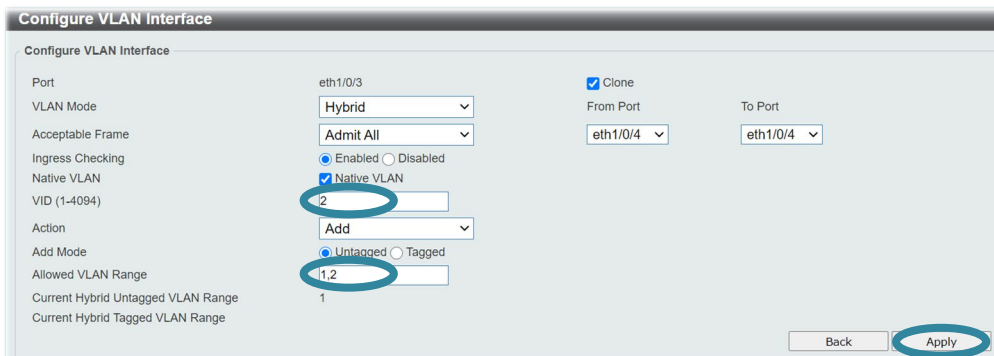 Configure VLAN Interface
Configure VLAN Interface
Port eth1/0/3 Clone
VLAN Mode Hybrid From Port To Port
Acceptable Frame Admit All eth1/0/4 eth1/0/4
Ingress Checking Enabled Disabled
Native VLAN Native VLAN
VID (1-4094) 2
Action Add
Add Mode Untagged Tagged
Allowed VLAN Range 1,2
Current Hybrid Untagged VLAN Range 1
Current Hybrid Tagged VLAN Range
Back Apply